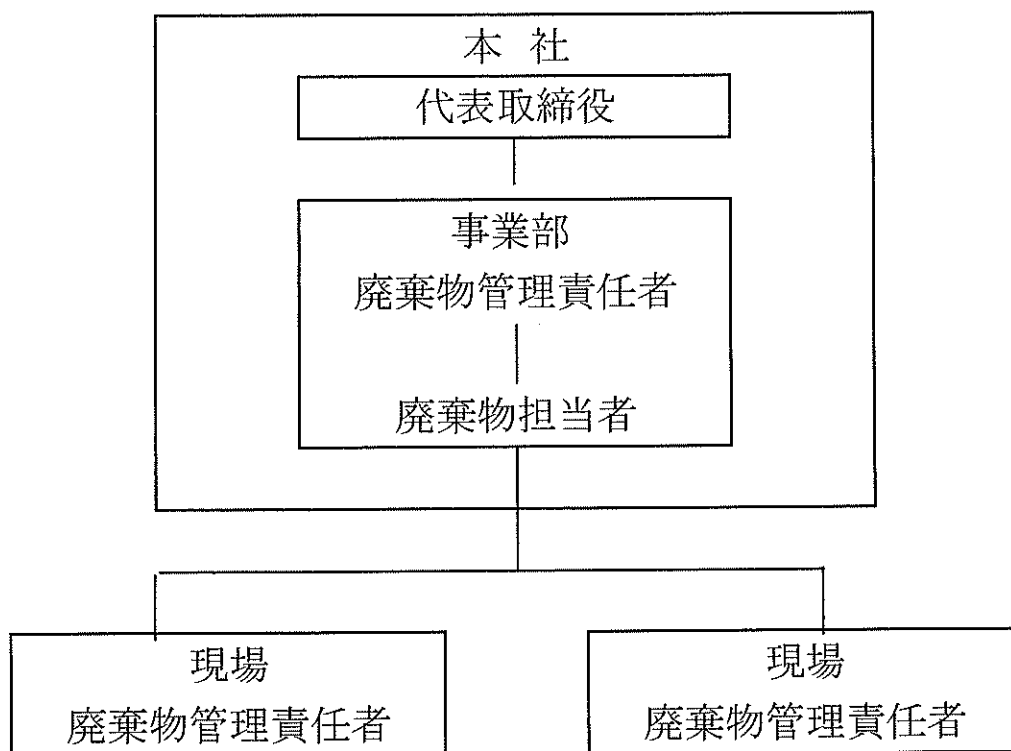 本 社
代表取締役
事業部
廃棄物管理責任者
廃棄物担当者
現場
廃棄物管理責任者
現場
廃棄物管理責任者